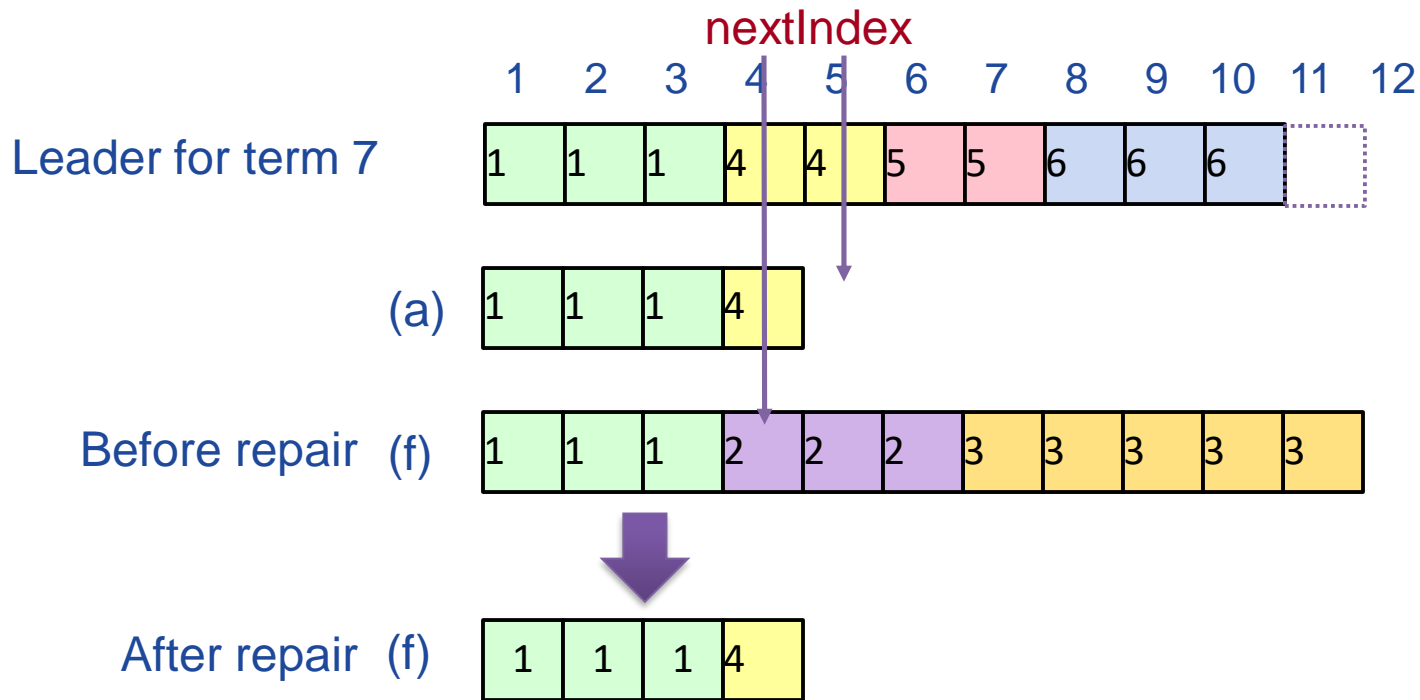 nextIndex
1 2 3 4 5 6 7 8 9 10 11 12
Leader for term 7 1 1 1 4 4 5 5 6 6 6
(a) 1 1 1 4
Before repair (f) 1 1 1 2 2 2 3 3 3 3 3
After repair (f) 1 1 1 4